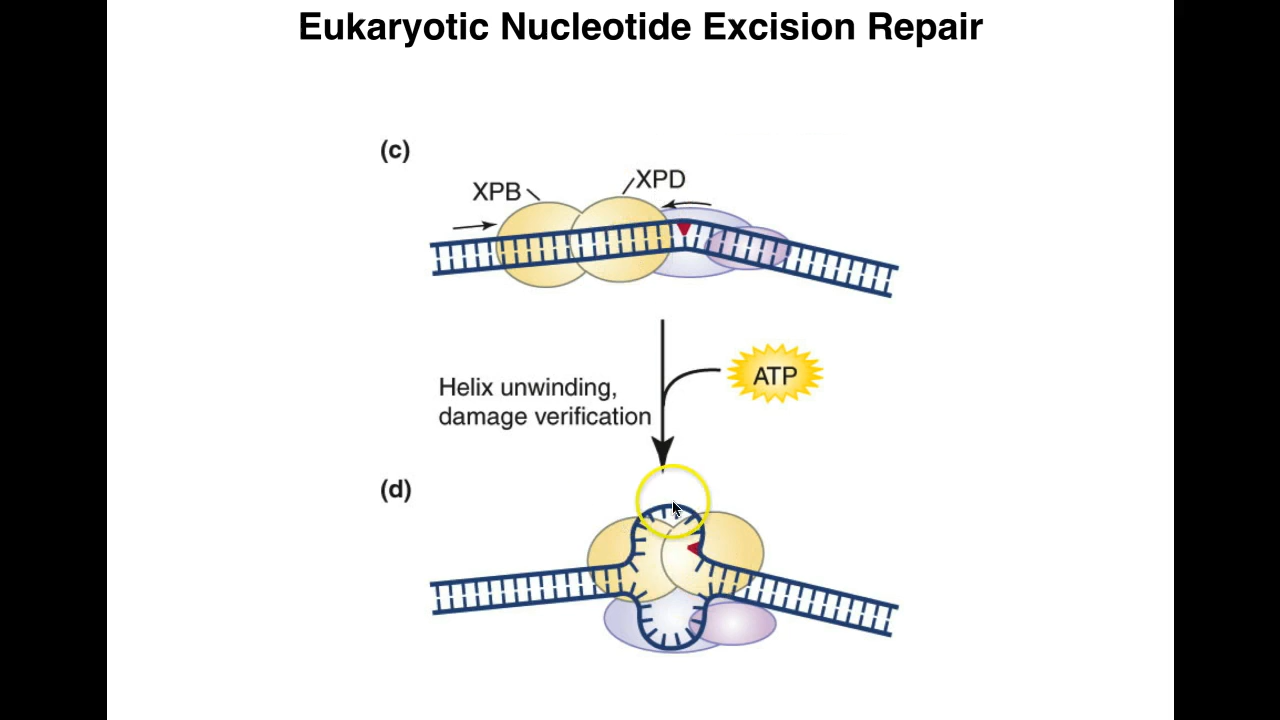 Eukaryotic Nucleotide Excision Repair
(c)
XPB
XPD
Helix unwinding,
damage verification
ATP
(d)